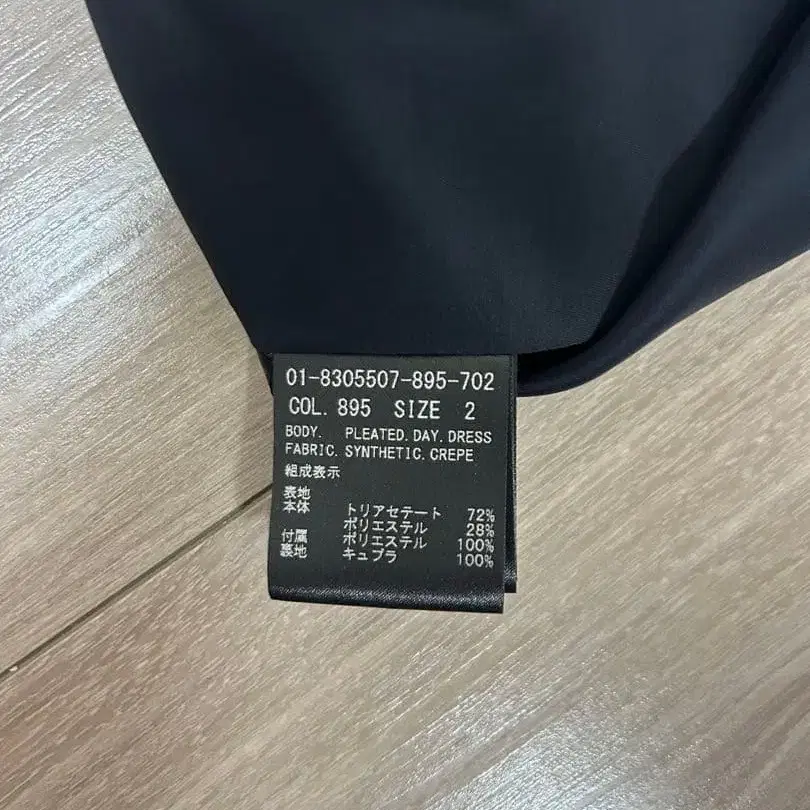 01-8305507-895-702
COL. 895 SIZE 2
BODY. PLEATED.DAY.DRESS
FABRIC. SYNTHETIC.CREPE
組成表示
表地
本体 トリアセテート 72%
ポリエステル 28%
付属 ポリエステル 100%
裏地 キュプラ 100%